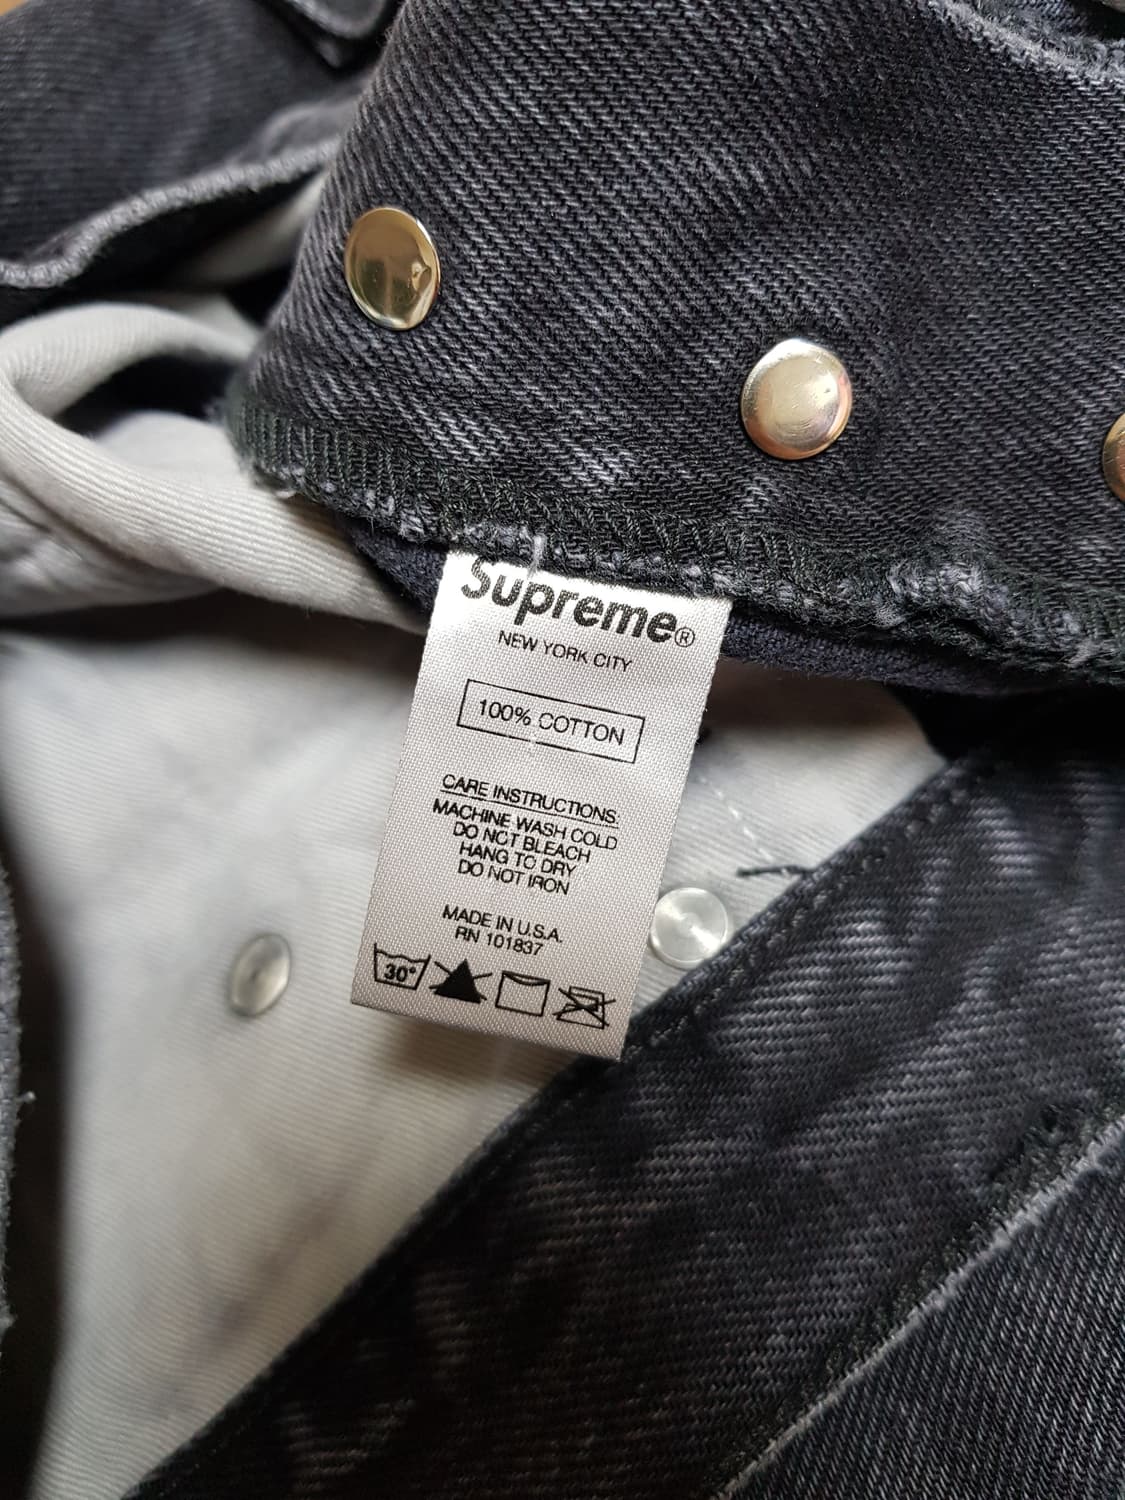 Supreme®
NEW YORK CITY
100% COTTON
CARE INSTRUCTIONS:
MACHINE WASH COLD
DO NOT BLEACH
HANG TO DRY
DO NOT IRON
MADE IN U.S.A.
RN 101837
30°